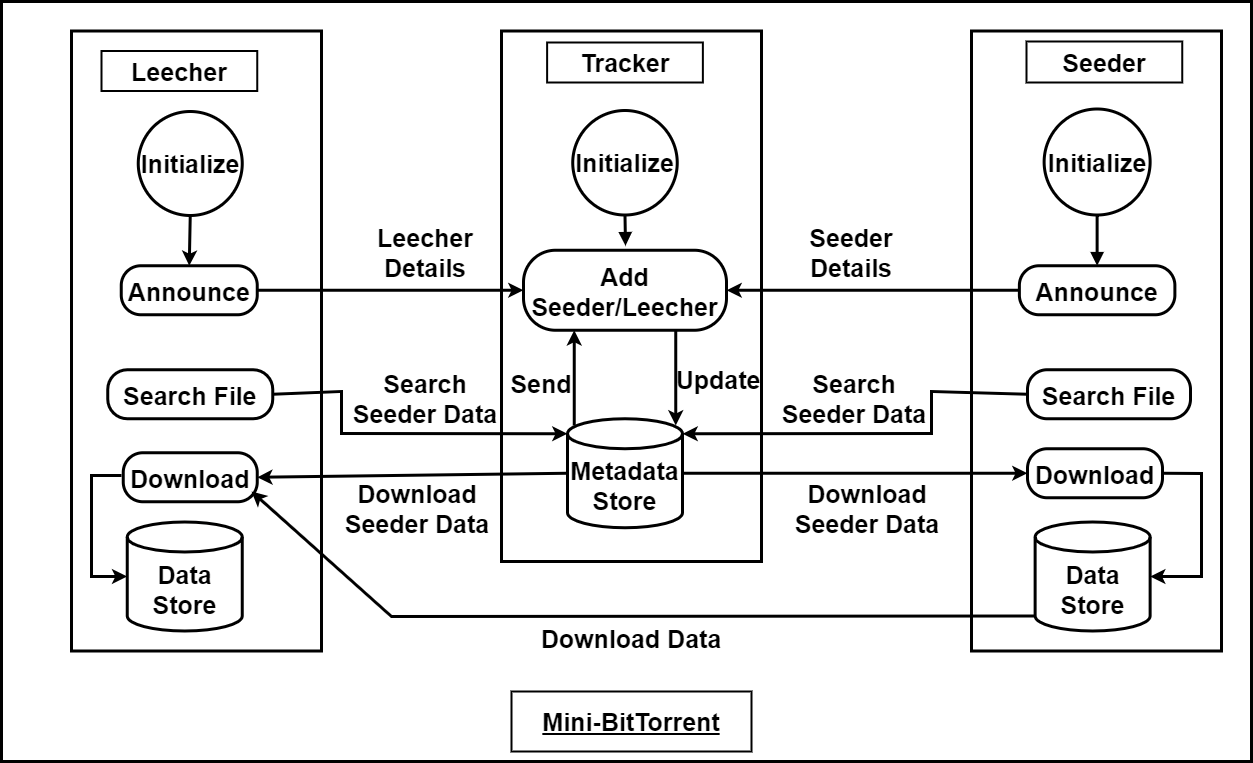 Leecher
Tracker
Seeder
Initialize
Initialize
Initialize
Leecher
Details
Seeder
Details
Announce
Add
Seeder/Leecher
Announce
Search File
Search
Seeder Data
Send
Update
Search
Seeder Data
Search File
Download
Download
Seeder Data
Metadata
Store
Download
Seeder Data
Download
Data
Store
Data
Store
Download Data
Mini-BitTorrent